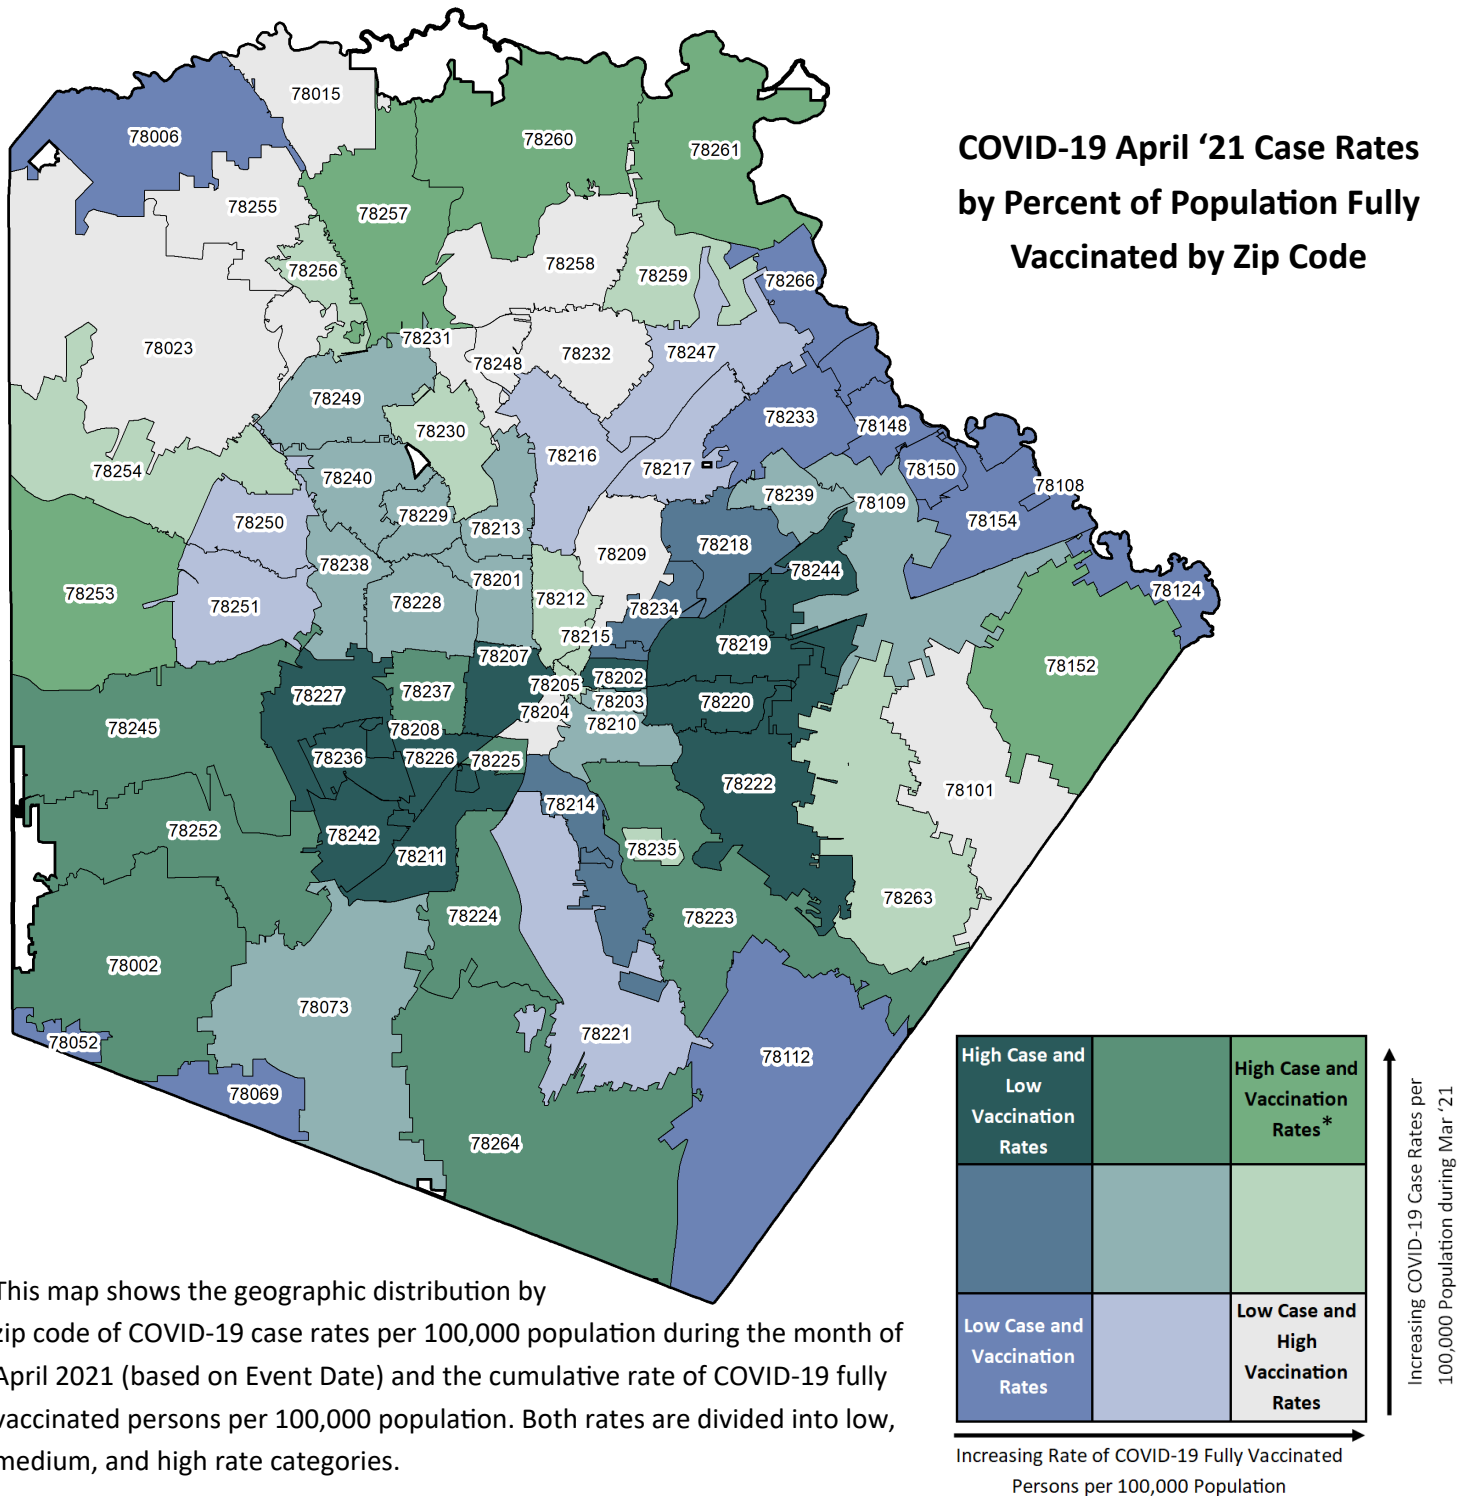 COVID-19 April ‘21 Case Rates
by Percent of Population Fully
Vaccinated by Zip Code
78015
78006
78260
78261
78255
78257
78256
78258
78259
78266
78023
78231
78248
78232
78247
78249
78230
78233
78148
78254
78240
78216
78217
78150
78108
78239
78109
78154
78250
78229
78213
78218
78209
78238
78201
78244
78253
78251
78228
78212
78234
78124
78215
78219
78207
78152
78227
78237
78205
78202
78203
78220
78204
78210
78245
78208
78236
78226
78225
78222
78101
78252
78242
78214
78211
78235
78263
78224
78223
78002
78073
78221
78052
78112
78069
78264
High Case and
Low
Vaccination
Rates
High Case and
Vaccination
Rates*
Low Case and
Vaccination
Rates
Low Case and
High
Vaccination
Rates
Increasing COVID-19 Case Rates per
100,000 Population during Mar ‘21
Increasing Rate of COVID-19 Fully Vaccinated
Persons per 100,000 Population
This map shows the geographic distribution by
zip code of COVID-19 case rates per 100,000 population during the month of
April 2021 (based on Event Date) and the cumulative rate of COVID-19 fully
vaccinated persons per 100,000 population. Both rates are divided into low,
medium, and high rate categories.